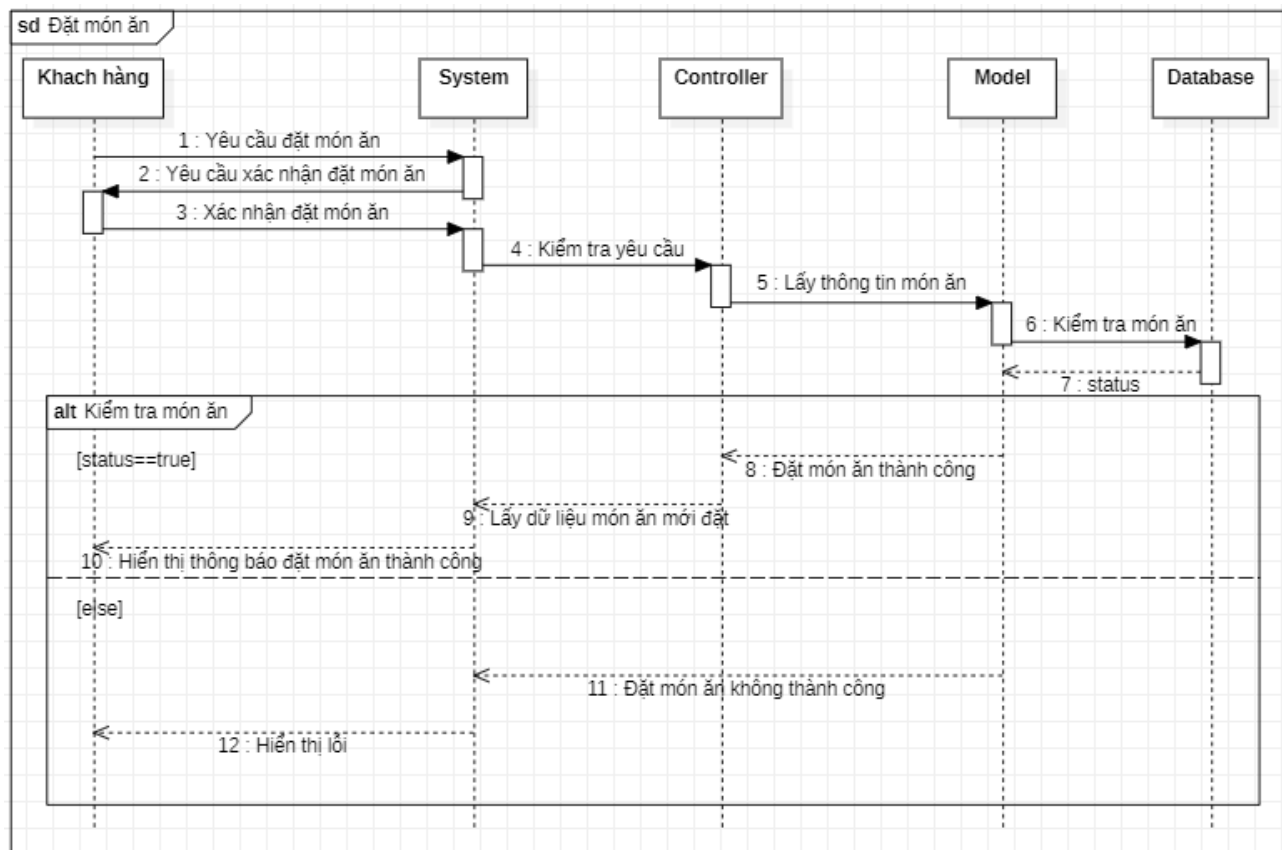 sd Đặt món ăn
Khach hàng
System
Controller
Model
Database
1 : Yêu cầu đặt món ăn
2 : Yêu cầu xác nhận đặt món ăn
3 : Xác nhận đặt món ăn
4 : Kiểm tra yêu cầu
5 : Lấy thông tin món ăn
6 : Kiểm tra món ăn
7 : status
alt Kiểm tra món ăn
[status==true]
8 : Đặt món ăn thành công
9 : Lấy dữ liệu món ăn mới đặt
10 : Hiển thị thông báo đặt món ăn thành công
[else]
11 : Đặt món ăn không thành công
12 : Hiển thị lỗi